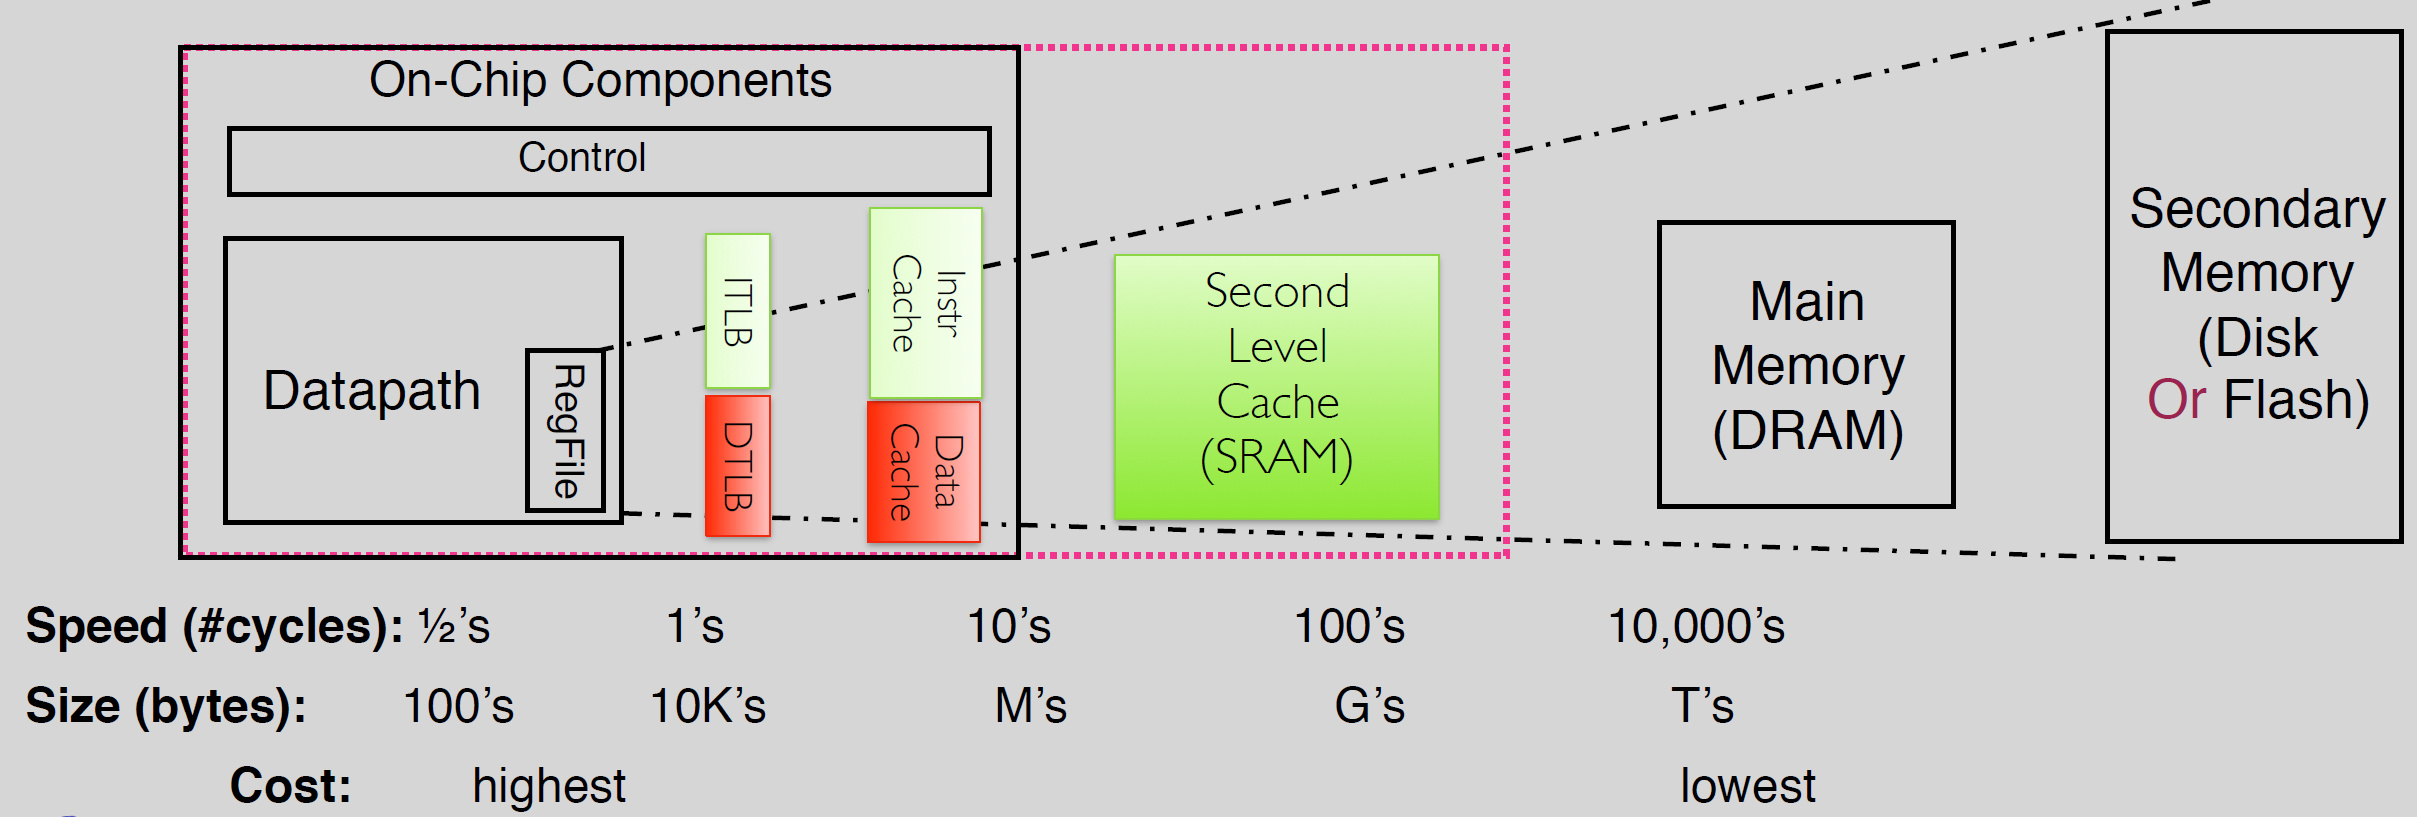 On-Chip Components
Control
Datapath
RegFile
ITLB
DTLB
Instr
Cache
Data
Cache
Second
Level
Cache
(SRAM)
Main
Memory
(DRAM)
Secondary
Memory
(Disk
Or Flash)
Speed (#cycles): ½’s 1’s 10’s 100’s 10,000’s
Size (bytes): 100’s 10K’s M’s G’s T’s
Cost: highest lowest